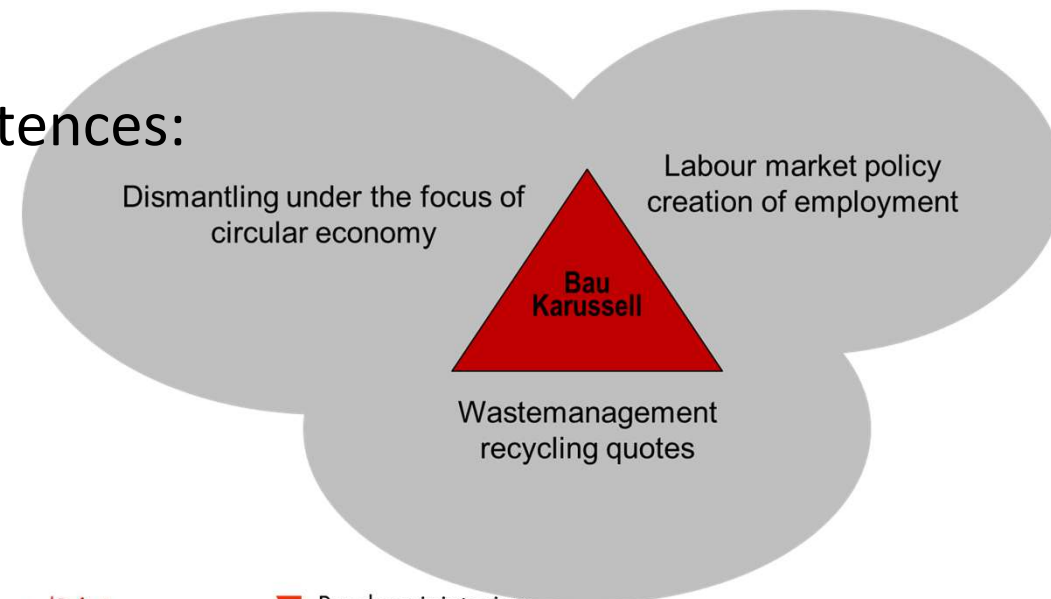 tences:
Dismantling under the focus of
circular economy
Labour market policy
creation of employment
Bau
Karussell
Wastemanagement
recycling quotes